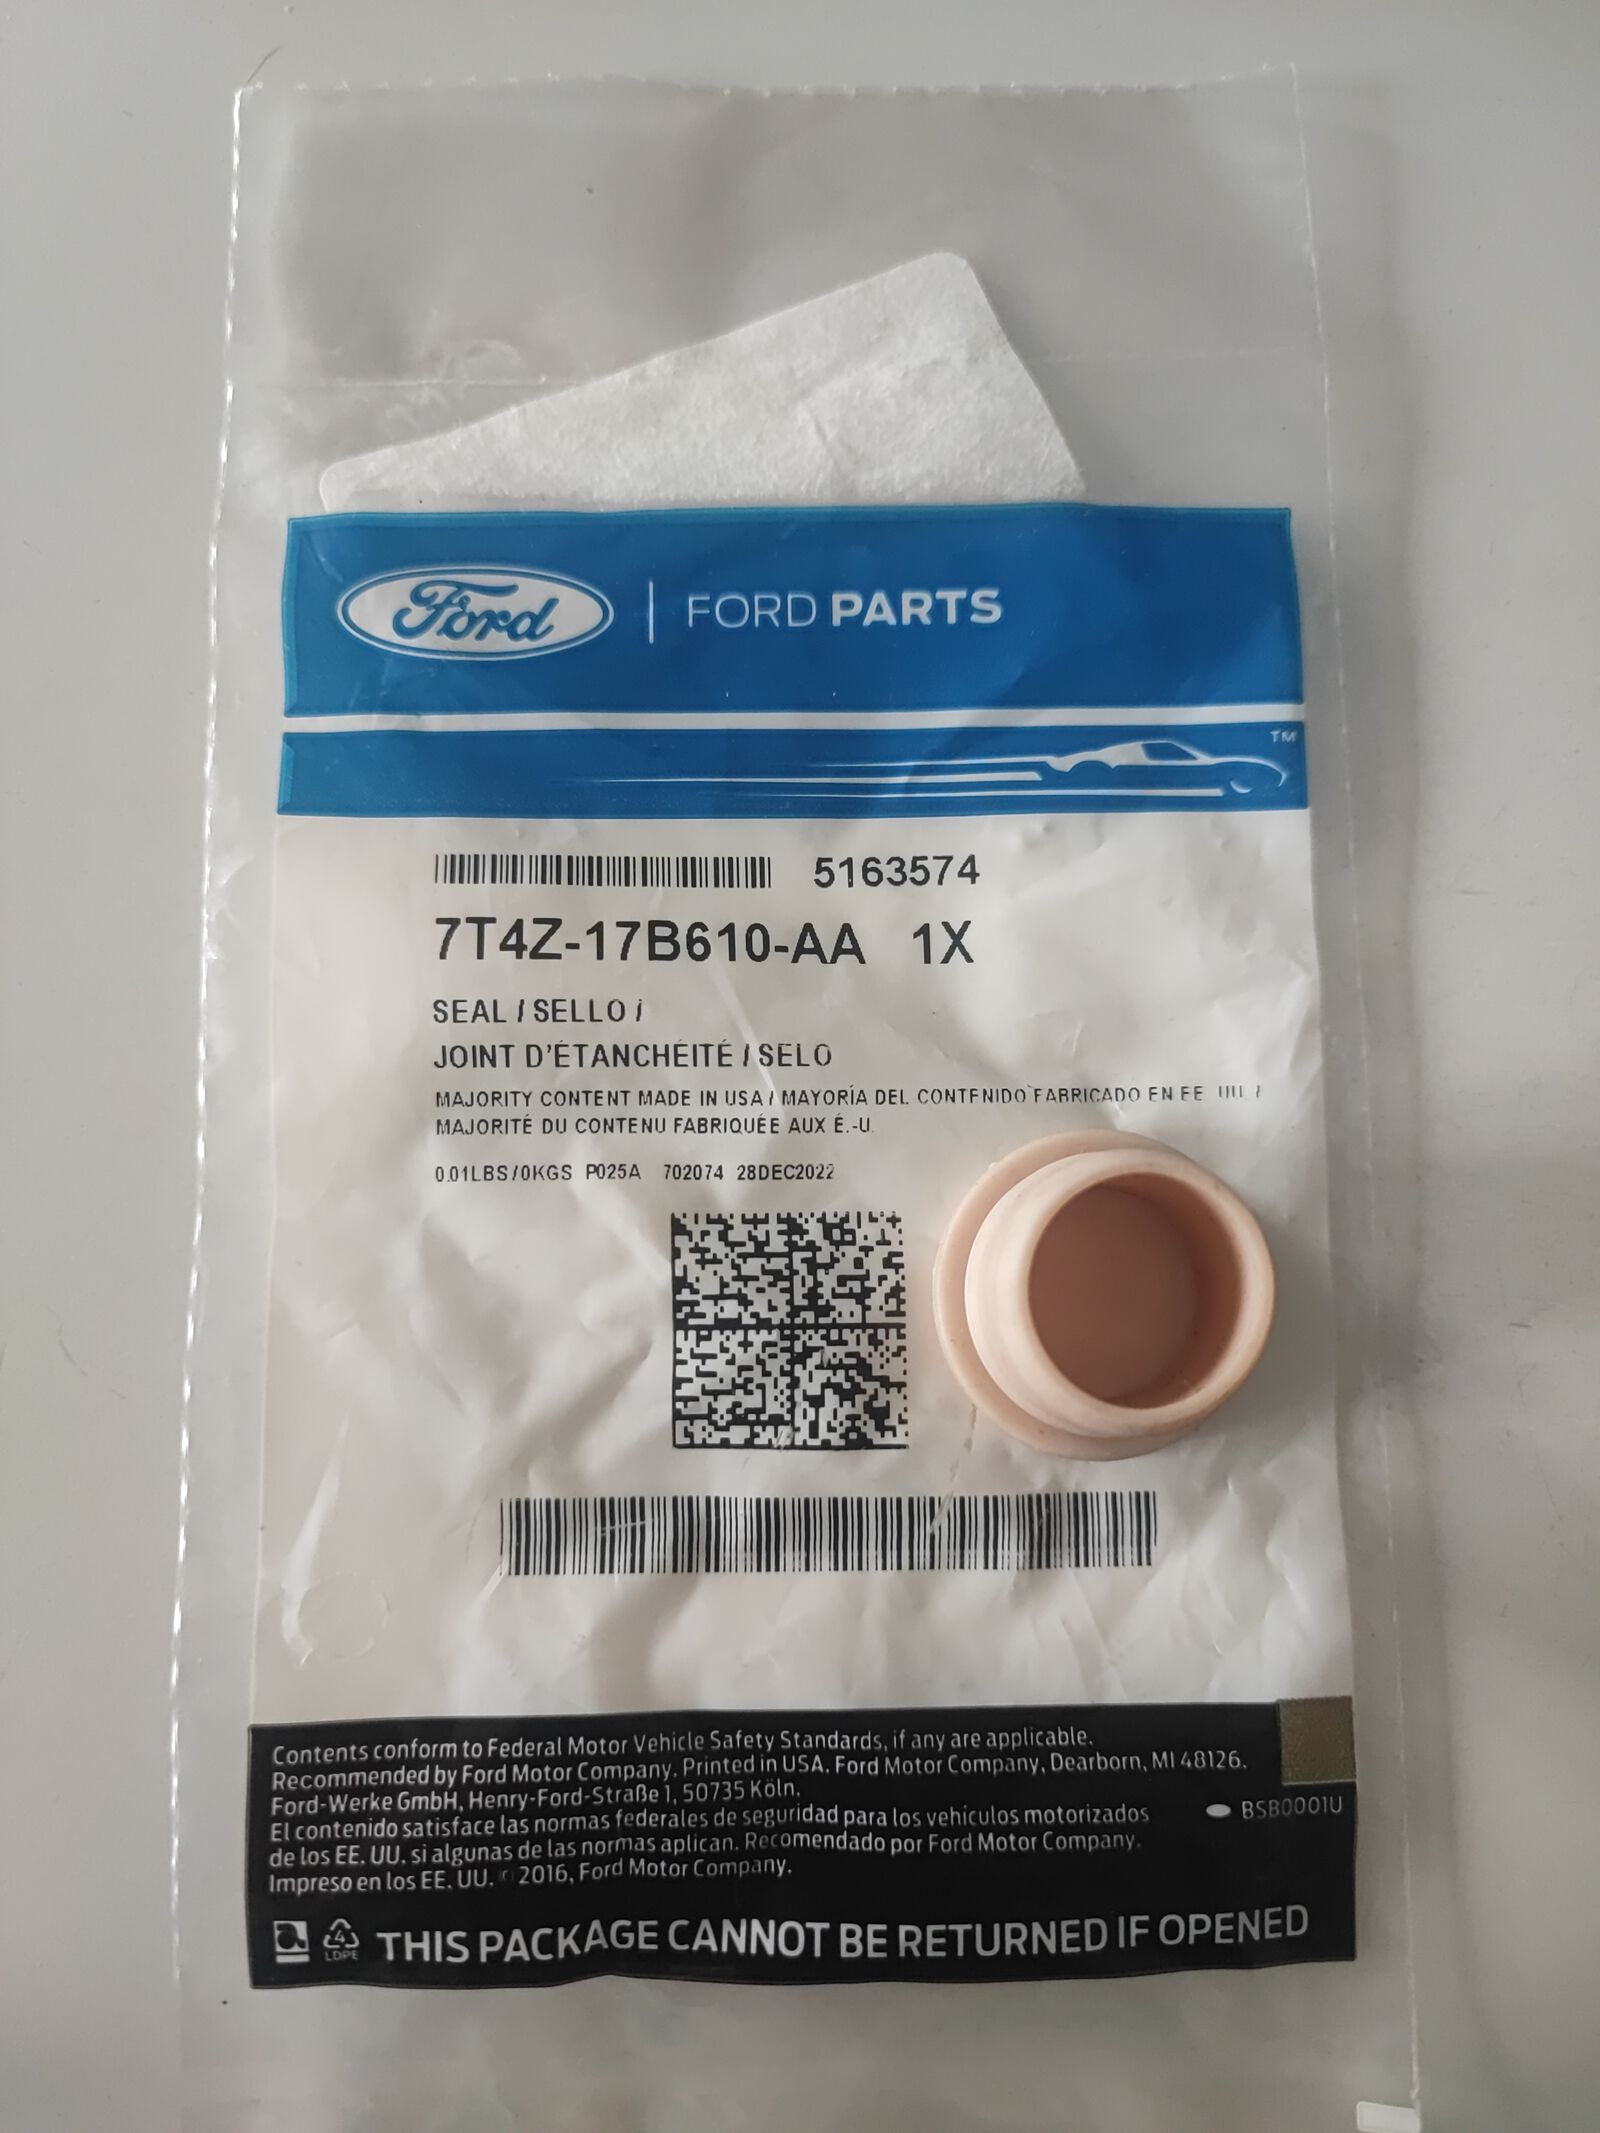 Ford
FORD PARTS
TM
5163574
7T4Z-17B610-AA 1X
SEAL / SELLO /
JOINT D'ÉTANCHÉITÉ / SELO
MAJORITY CONTENT MADE IN USA / MAYORÍA DEL CONTENIDO FABRICADO EN EE. UU. /
MAJORITÉ DU CONTENU FABRIQUÉE AUX É.-U.
0.01LBS/0KGS P025A 702074 28DEC2022
Contents conform to Federal Motor Vehicle Safety Standards, if any are applicable.
Recommended by Ford Motor Company. Printed in USA. Ford Motor Company, Dearborn, MI 48126.
Ford-Werke GmbH, Henry-Ford-Straße 1, 50735 Köln.
El contenido satisface las normas federales de seguridad para los vehículos motorizados
de los EE. UU. si algunas de las normas aplican. Recomendado por Ford Motor Company.
Impreso en los EE. UU. © 2016, Ford Motor Company.
BSB0001U
4
LDPE
THIS PACKAGE CANNOT BE RETURNED IF OPENED